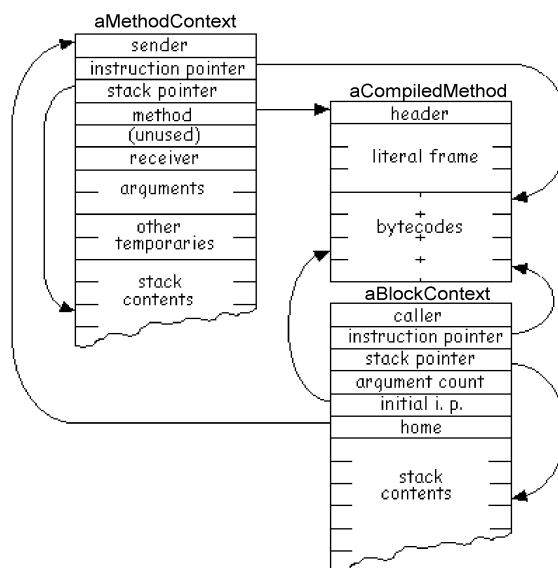 aMethodContext
sender
instruction pointer
stack pointer
method
(unused)
receiver
arguments
other
temporaries
stack
contents
aCompiledMethod
header
literal frame
bytecodes
aBlockContext
caller
instruction pointer
stack pointer
argument count
initial i. p.
home
stack
contents